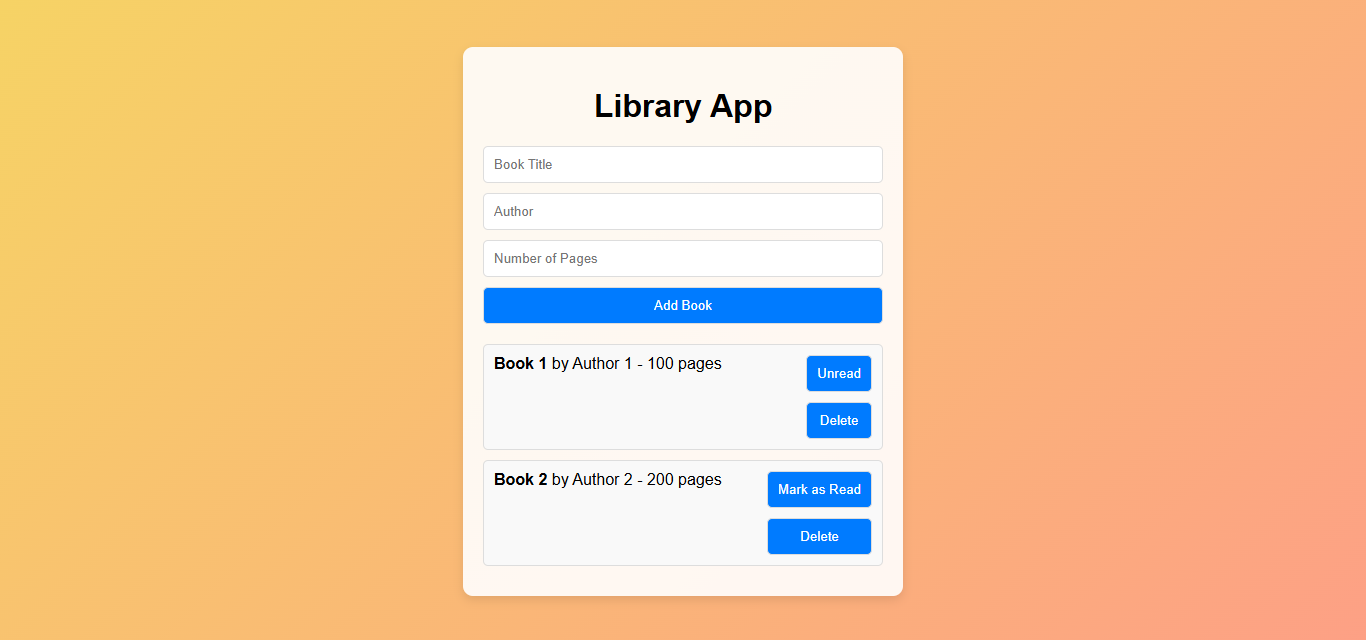 Library App
Book Title
Author
Number of Pages
Add Book
Book 1 by Author 1 - 100 pages
Unread
Delete
Book 2 by Author 2 - 200 pages
Mark as Read
Delete